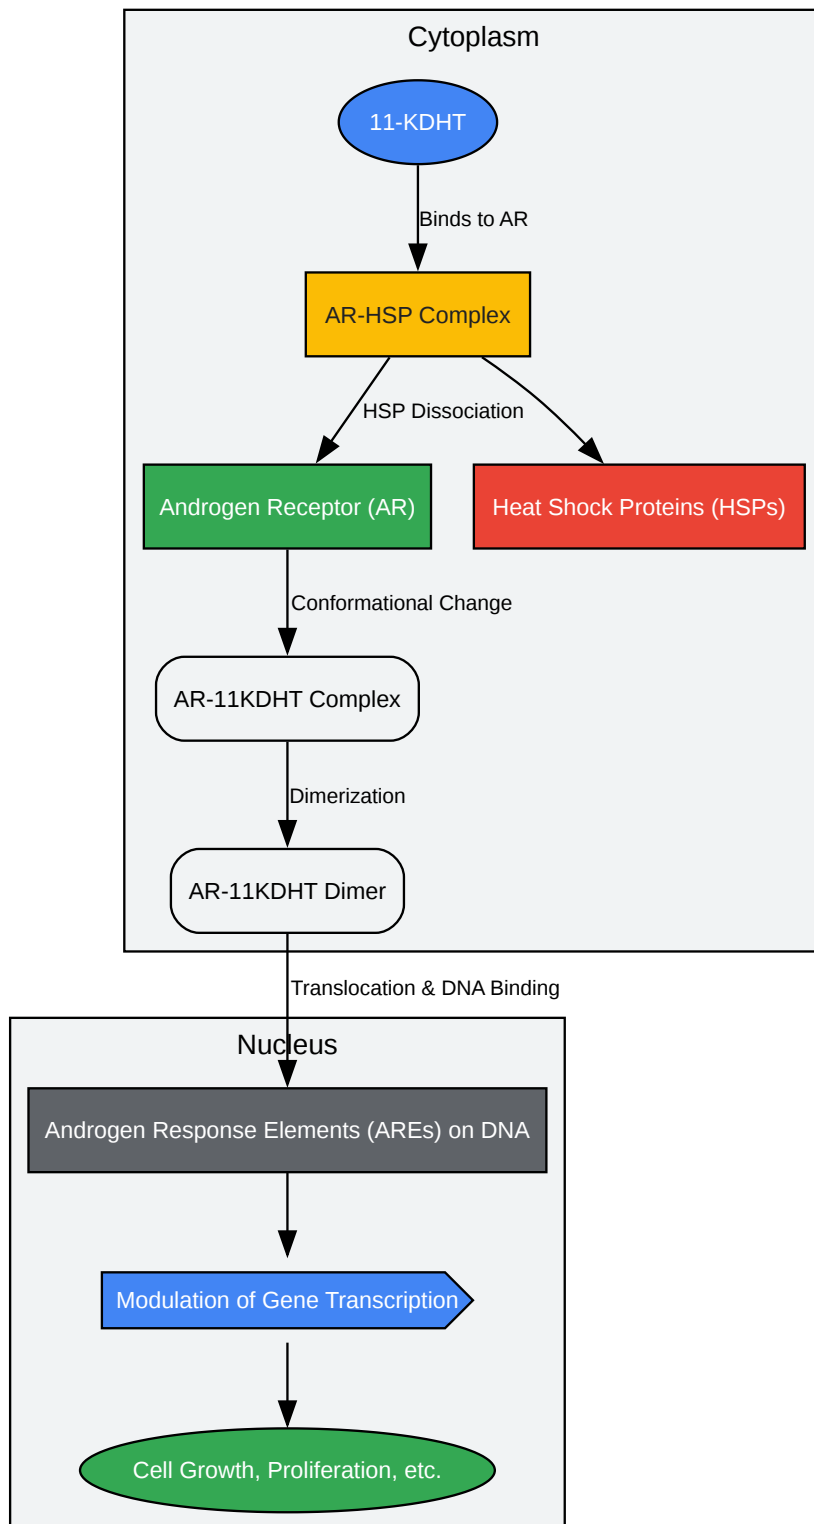 Cytoplasm
11-KDHT
Binds to AR
AR-HSP Complex
HSP Dissociation
Androgen Receptor (AR)
Heat Shock Proteins (HSPs)
Conformational Change
AR-11KDHT Complex
Dimerization
AR-11KDHT Dimer
Translocation & DNA Binding
Nucleus
Androgen Response Elements (AREs) on DNA
Modulation of Gene Transcription
Cell Growth, Proliferation, etc.